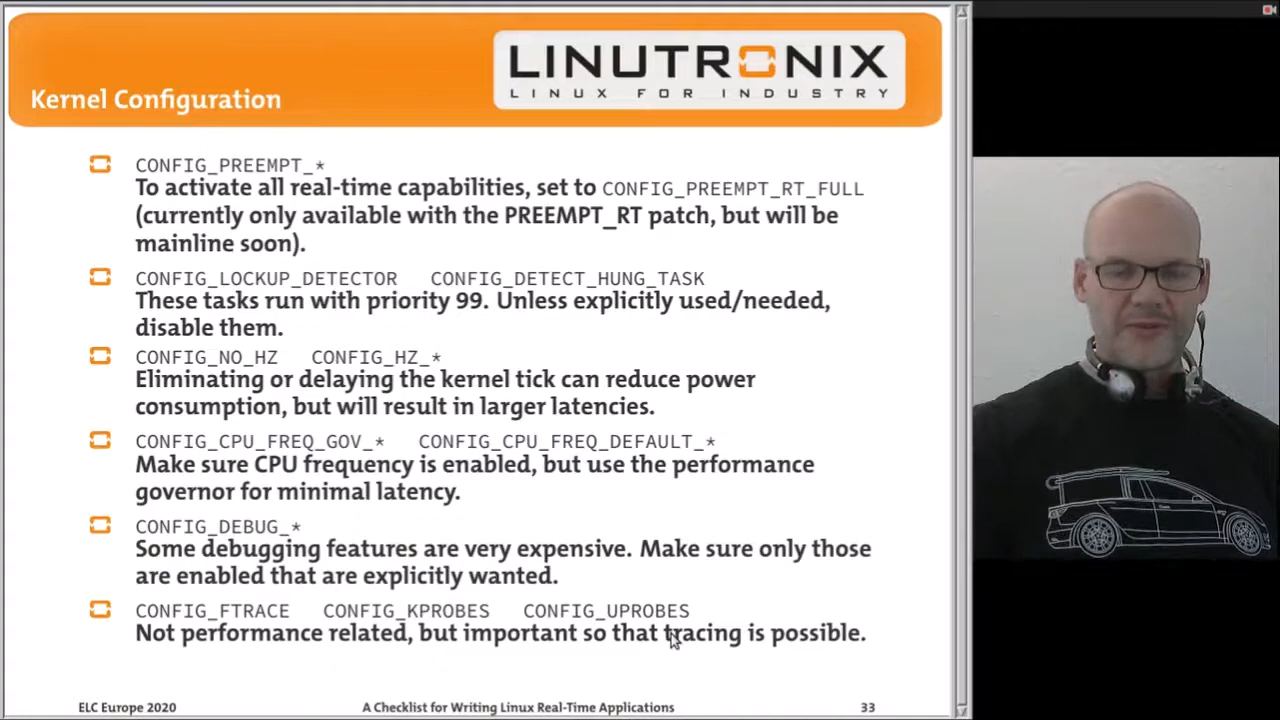 LINUTRONIX
LINUX FOR INDUSTRY
Kernel Configuration
CONFIG_PREEMPT_*
To activate all real-time capabilities, set to CONFIG_PREEMPT_RT_FULL
(currently only available with the PREEMPT_RT patch, but will be
mainline soon).
CONFIG_LOCKUP_DETECTOR CONFIG_DETECT_HUNG_TASK
These tasks run with priority 99. Unless explicitly used/needed,
disable them.
CONFIG_NO_HZ CONFIG_HZ_*
Eliminating or delaying the kernel tick can reduce power
consumption, but will result in larger latencies.
CONFIG_CPU_FREQ_GOV_* CONFIG_CPU_FREQ_DEFAULT_*
Make sure CPU frequency is enabled, but use the performance
governor for minimal latency.
CONFIG_DEBUG_*
Some debugging features are very expensive. Make sure only those
are enabled that are explicitly wanted.
CONFIG_FTRACE CONFIG_KPROBES CONFIG_UPROBES
Not performance related, but important so that tracing is possible.
ELC Europe 2020 A Checklist for Writing Linux Real-Time Applications 33